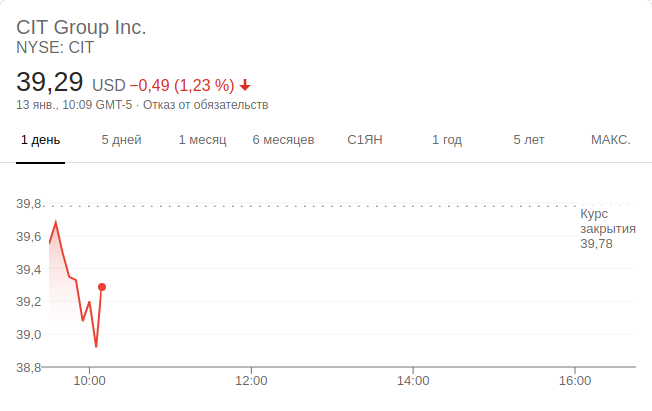 CIT Group Inc.
NYSE: CIT
39,29 USD −0,49 (1,23 %)
13 янв., 10:09 GMT-5 · Отказ от обязательств
1 день 5 дней 1 месяц 6 месяцев С1ЯН 1 год 5 лет МАКС.
39,8
Курс
закрытия
39,78
39,6
39,4
39,2
39,0
38,8
10:00 12:00 14:00 16:00